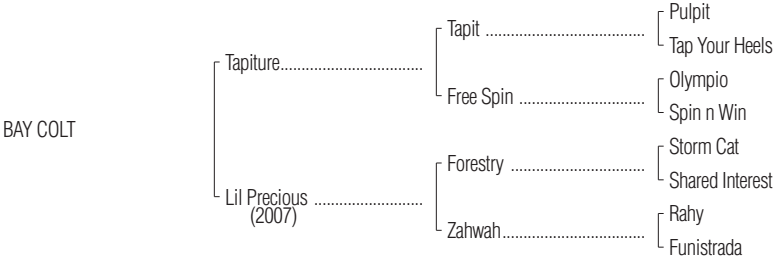 Pulpit
Tapit ..................................................
Tap Your Heels
Tapiture.............................................
Olympio
Free Spin .......................................
Spin n Win
BAY COLT
Storm Cat
Forestry .........................................
Shared Interest
Lil Precious ..................................
(2007)
Rahy
Zahwah............................................
Funistrada